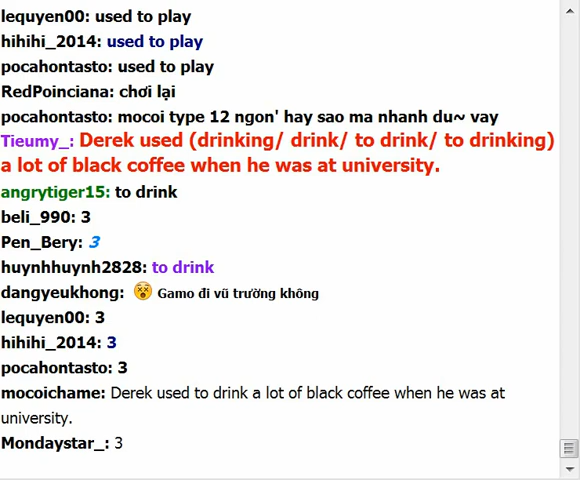 lequyen00: used to play
hihihi_2014: used to play
pocahontasto: used to play
RedPoinciana: chơi lại
pocahontasto: mocoi type 12 ngon' hay sao ma nhanh du~ vay
Tieumy_: Derek used (drinking/ drink/ to drink/ to drinking)
a lot of black coffee when he was at university.
angrytiger15: to drink
beli_990: 3
Pen_Bery: 3
huynhhuynh2828: to drink
dangyeukhong: Gamo đi vũ trường không
lequyen00: 3
hihihi_2014: 3
pocahontasto: 3
mocoichame: Derek used to drink a lot of black coffee when he was at
university.
Mondaystar_: 3